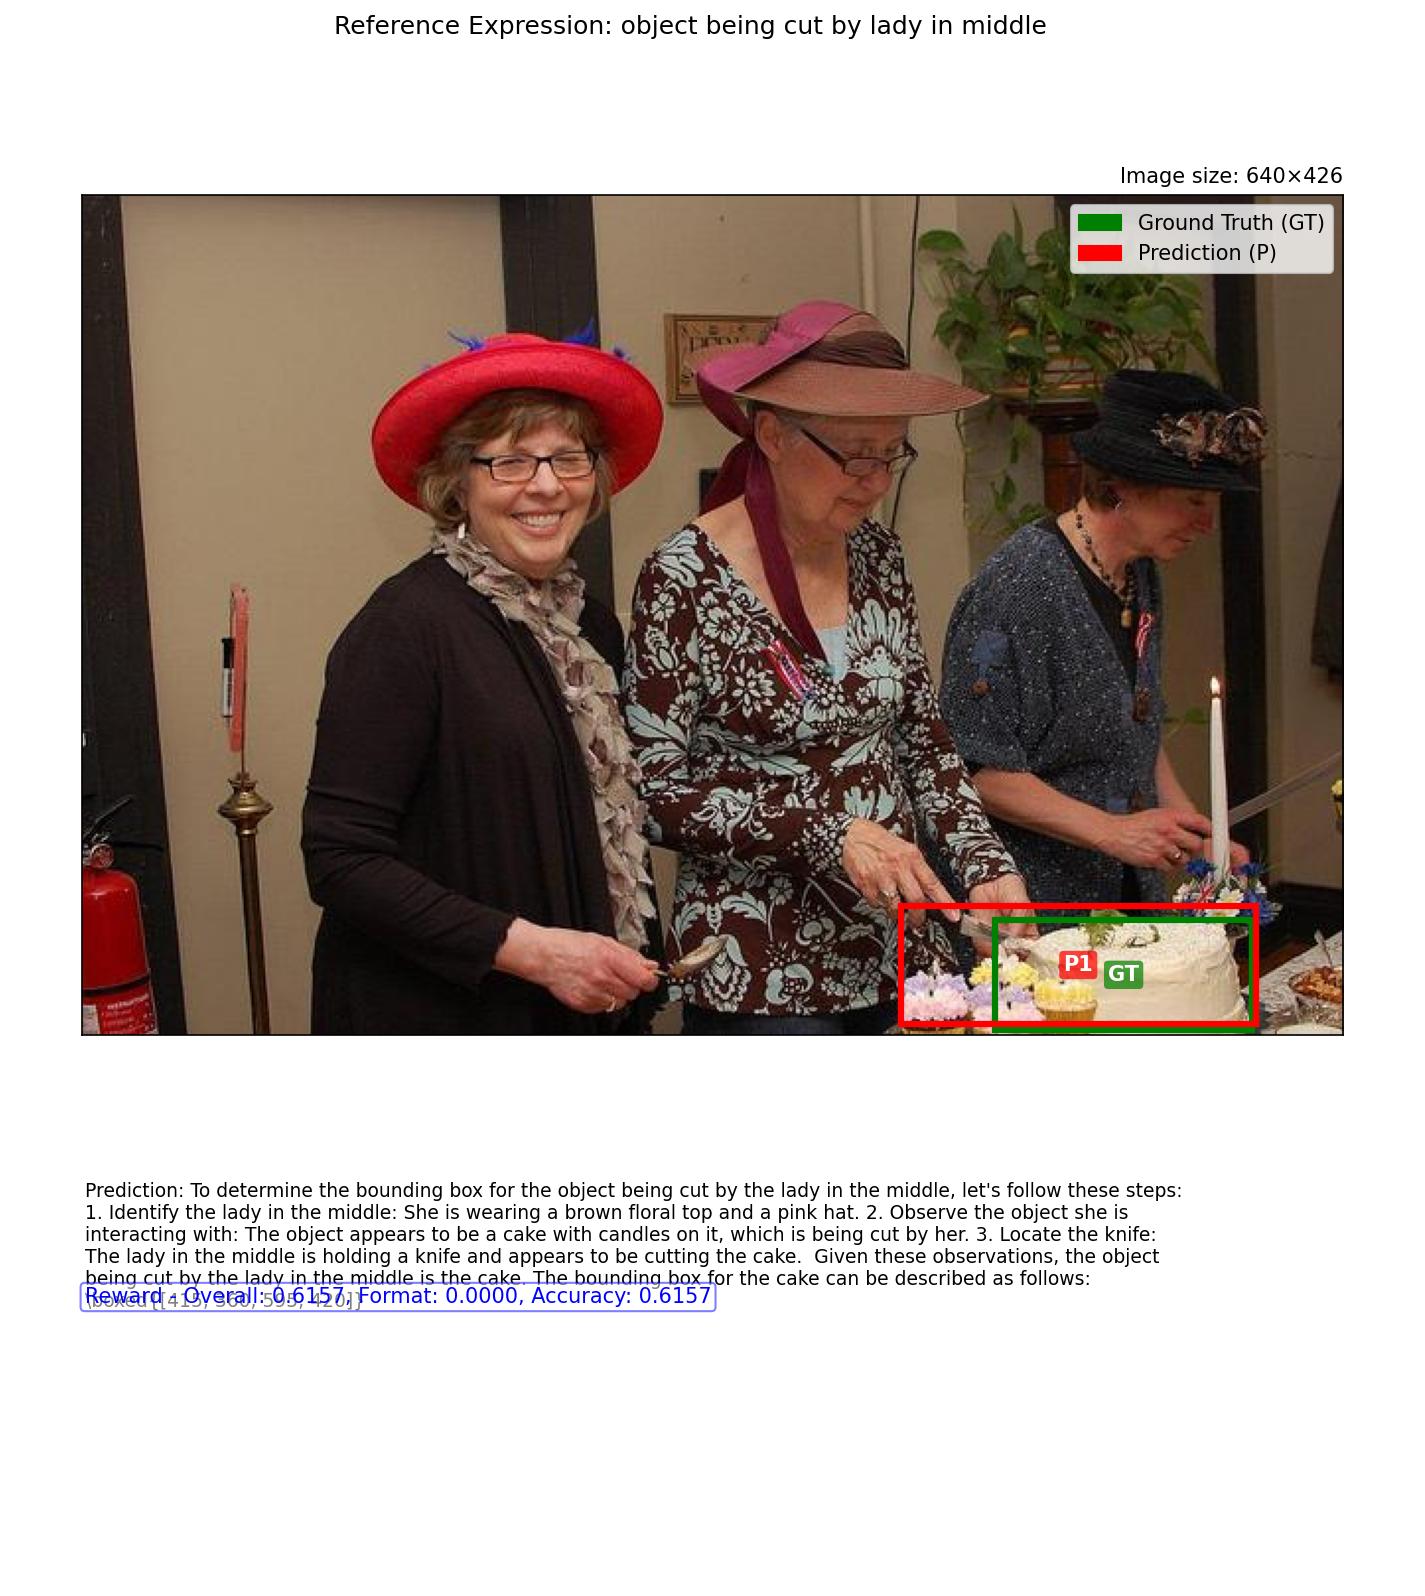 Reference Expression: object being cut by lady in middle
Image size: 640×426
Ground Truth (GT)
Prediction (P)
P1
GT
Prediction: To determine the bounding box for the object being cut by the lady in the middle, let's follow these steps:
1. Identify the lady in the middle: She is wearing a brown floral top and a pink hat. 2. Observe the object she is
interacting with: The object appears to be a cake with candles on it, which is being cut by her. 3. Locate the knife:
The lady in the middle is holding a knife and appears to be cutting the cake.  Given these observations, the object
being cut by the lady in the middle is the cake. The bounding box for the cake can be described as follows:
\boxed{[415, 360, 595, 420]}
Reward - Overall: 0.6157, Format: 0.0000, Accuracy: 0.6157